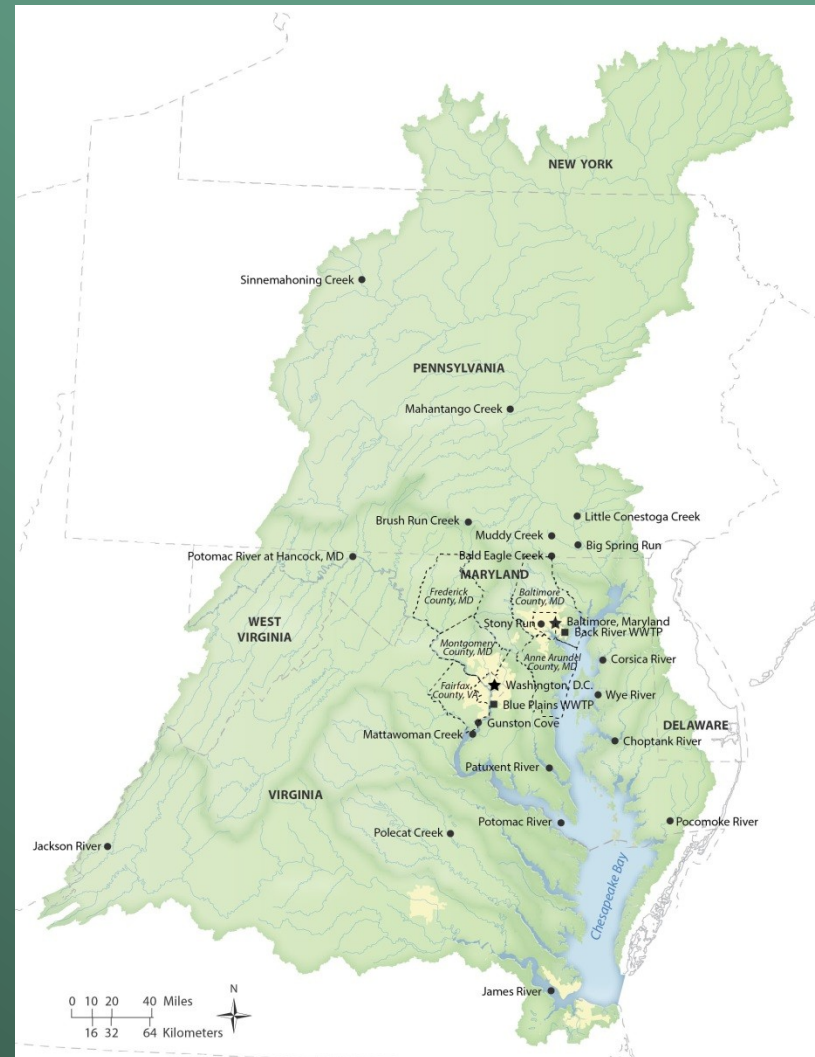 NEW YORK
Sinnemahoning Creek
PENNSYLVANIA
Mahantango Creek
Little Conestoga Creek
Brush Run Creek
Muddy Creek
Big Spring Run
Potomac River at Hancock, MD
Bald Eagle Creek
MARYLAND
Frederick
County, MD
Baltimore
County, MD
WEST
VIRGINIA
Stony Run
Baltimore, Maryland
Back River WWTP
Montgomery
County, MD
Anne Arundel
County, MD
Corsica River
Fairfax
County, VA
Washington, D.C.
Wye River
Blue Plains WWTP
Gunston Cove
DELAWARE
Mattawoman Creek
Choptank River
Patuxent River
VIRGINIA
Potomac River
Pocomoke River
Polecat Creek
Jackson River
Chesapeake Bay
James River
N
0 10 20 40 Miles
16 32 64 Kilometers